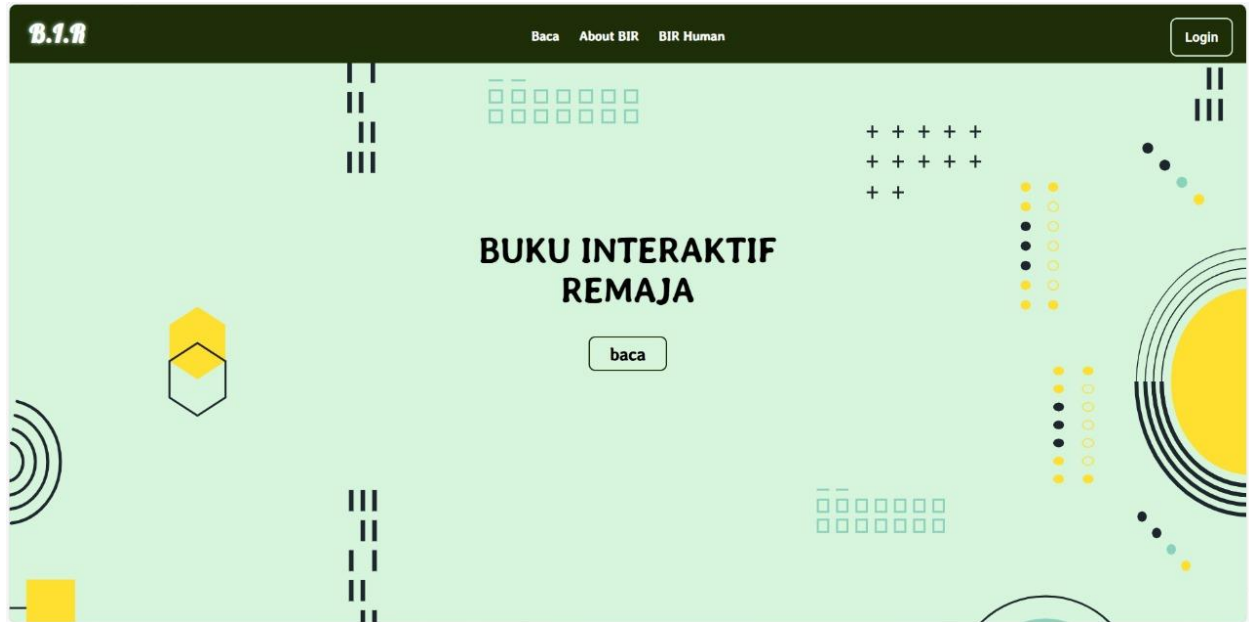 B.I.R
Baca About BIR BIR Human
Login
BUKU INTERAKTIF
REMAJA
baca